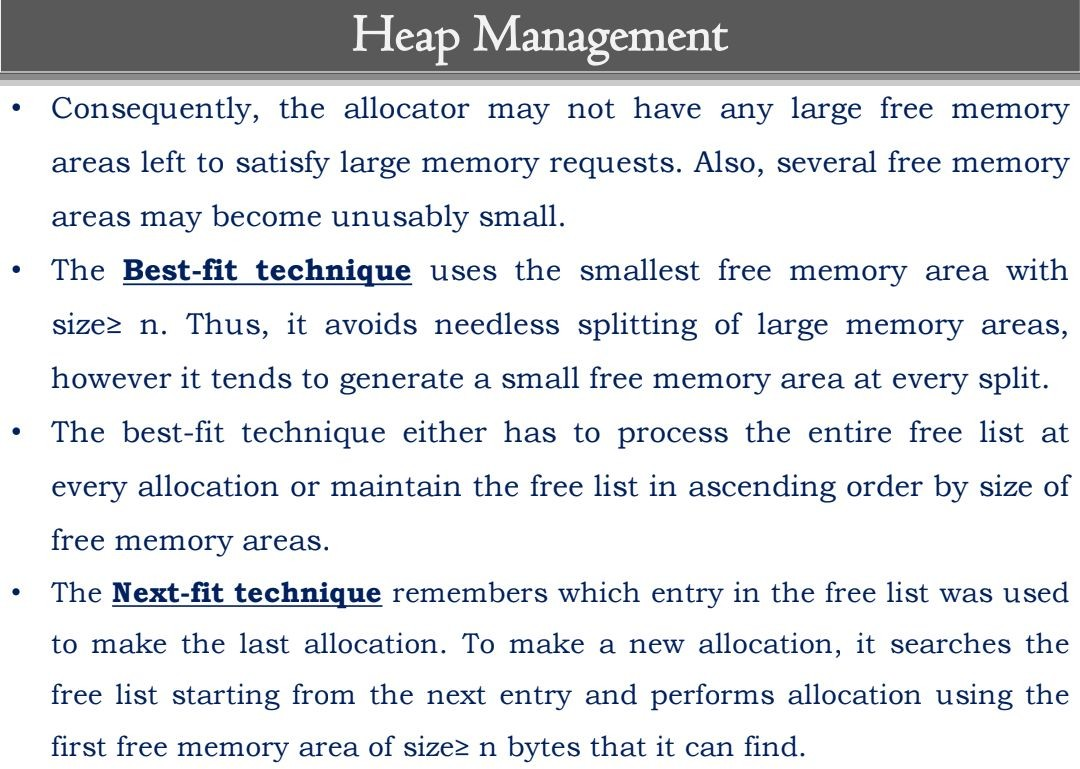 Heap Management
• Consequently, the allocator may not have any large free memory
areas left to satisfy large memory requests. Also, several free memory
areas may become unusably small.
• The Best-fit technique uses the smallest free memory area with
size≥ n. Thus, it avoids needless splitting of large memory areas,
however it tends to generate a small free memory area at every split.
• The best-fit technique either has to process the entire free list at
every allocation or maintain the free list in ascending order by size of
free memory areas.
• The Next-fit technique remembers which entry in the free list was used
to make the last allocation. To make a new allocation, it searches the
free list starting from the next entry and performs allocation using the
first free memory area of size≥ n bytes that it can find.